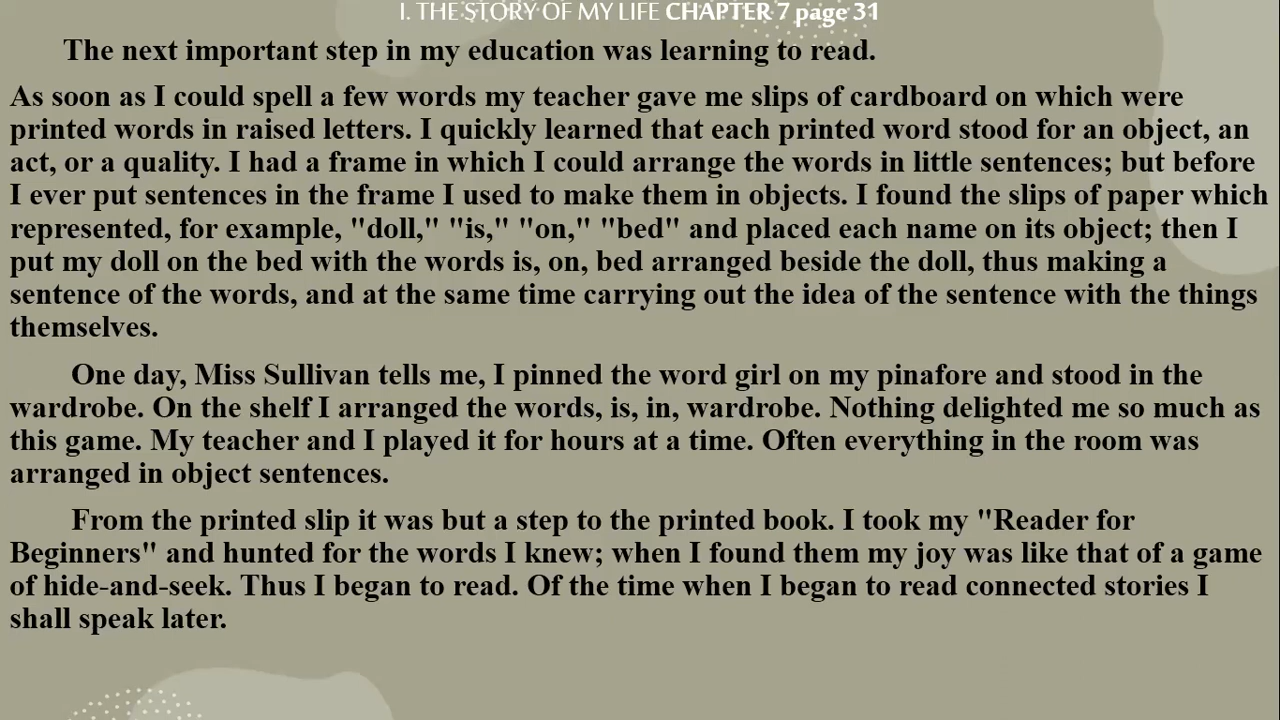 I. THE STORY OF MY LIFE CHAPTER 7 page 31
The next important step in my education was learning to read.
As soon as I could spell a few words my teacher gave me slips of cardboard on which were
printed words in raised letters. I quickly learned that each printed word stood for an object, an
act, or a quality. I had a frame in which I could arrange the words in little sentences; but before
I ever put sentences in the frame I used to make them in objects. I found the slips of paper which
represented, for example, "doll," "is," "on," "bed" and placed each name on its object; then I
put my doll on the bed with the words is, on, bed arranged beside the doll, thus making a
sentence of the words, and at the same time carrying out the idea of the sentence with the things
themselves.
One day, Miss Sullivan tells me, I pinned the word girl on my pinafore and stood in the
wardrobe. On the shelf I arranged the words, is, in, wardrobe. Nothing delighted me so much as
this game. My teacher and I played it for hours at a time. Often everything in the room was
arranged in object sentences.
From the printed slip it was but a step to the printed book. I took my "Reader for
Beginners" and hunted for the words I knew; when I found them my joy was like that of a game
of hide-and-seek. Thus I began to read. Of the time when I began to read connected stories I
shall speak later.